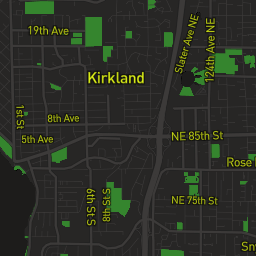 19th Ave
Slater Ave NE
124th Ave NE
Kirkland
1st St
8th Ave
5th Ave
NE 85th St
Rose
6th St S
8th St S
NE 75th St
Sm